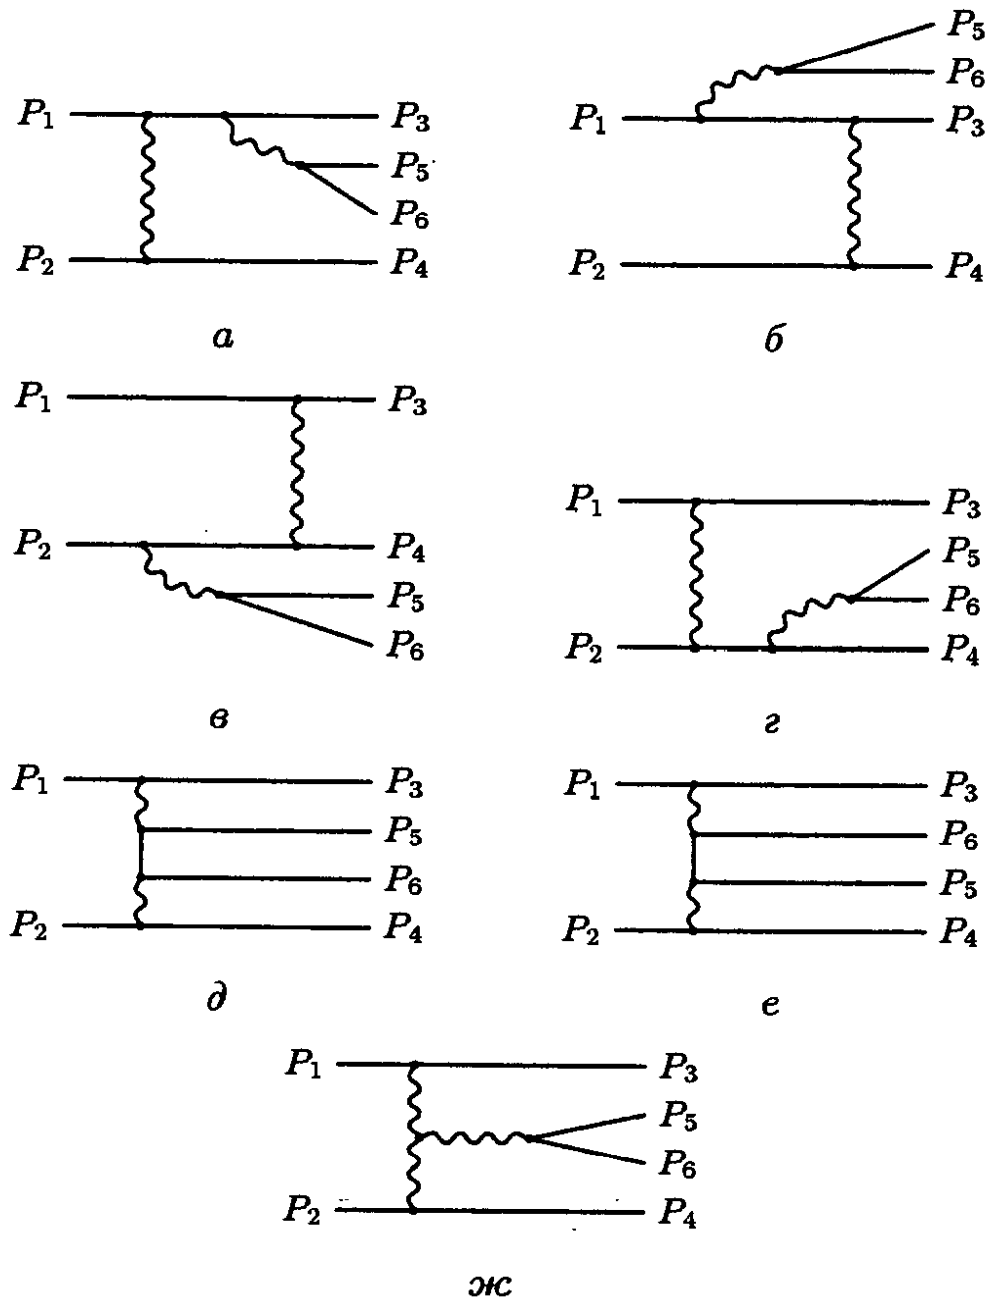 P₅
P₆
P₁ P₃
P₅
P₆
P₂ P₄
а
P₁ P₃
P₂ P₄
б
P₁ P₃
P₂ P₄
P₅
P₆
в
P₁ P₃
P₅
P₆
P₂ P₄
г
P₁ P₃
P₅
P₆
P₂ P₄
д
P₁ P₃
P₆
P₅
P₂ P₄
е
P₁ P₃
P₅
P₆
P₂ P₄
ж